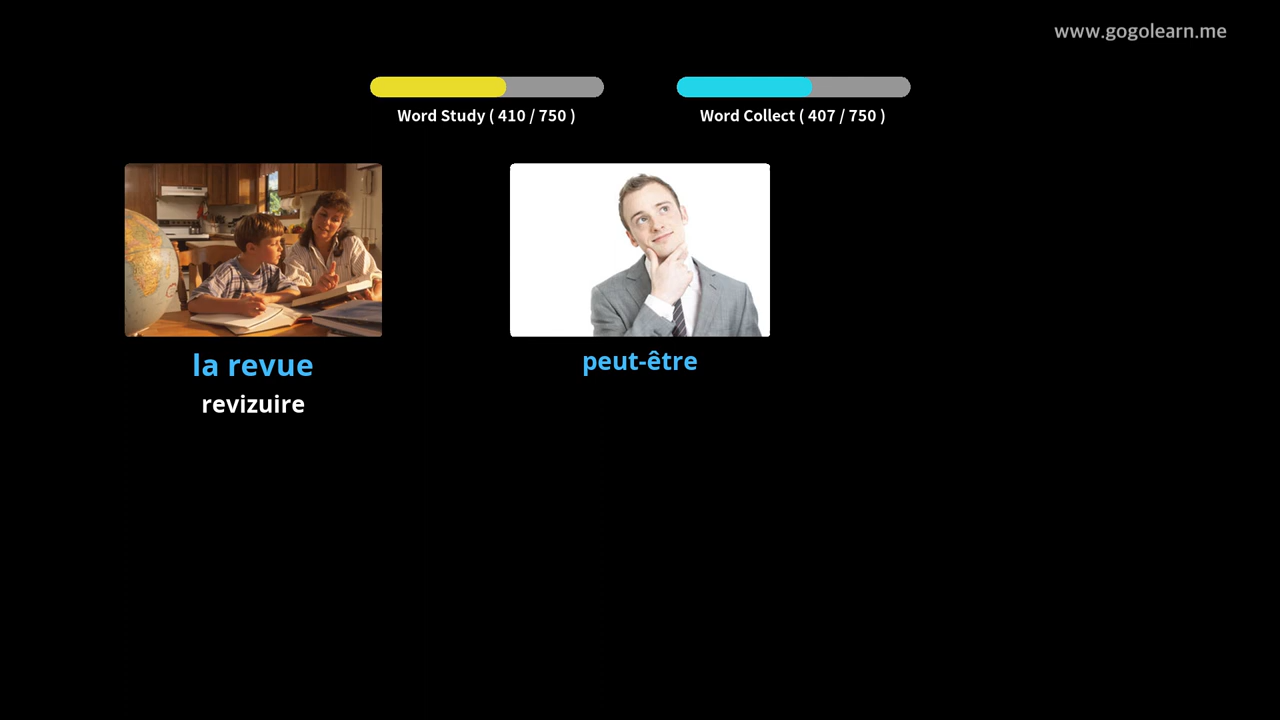 www.gogolearn.me
Word Study ( 410 / 750 )
Word Collect ( 407 / 750 )
la revue
revizuire
peut-être